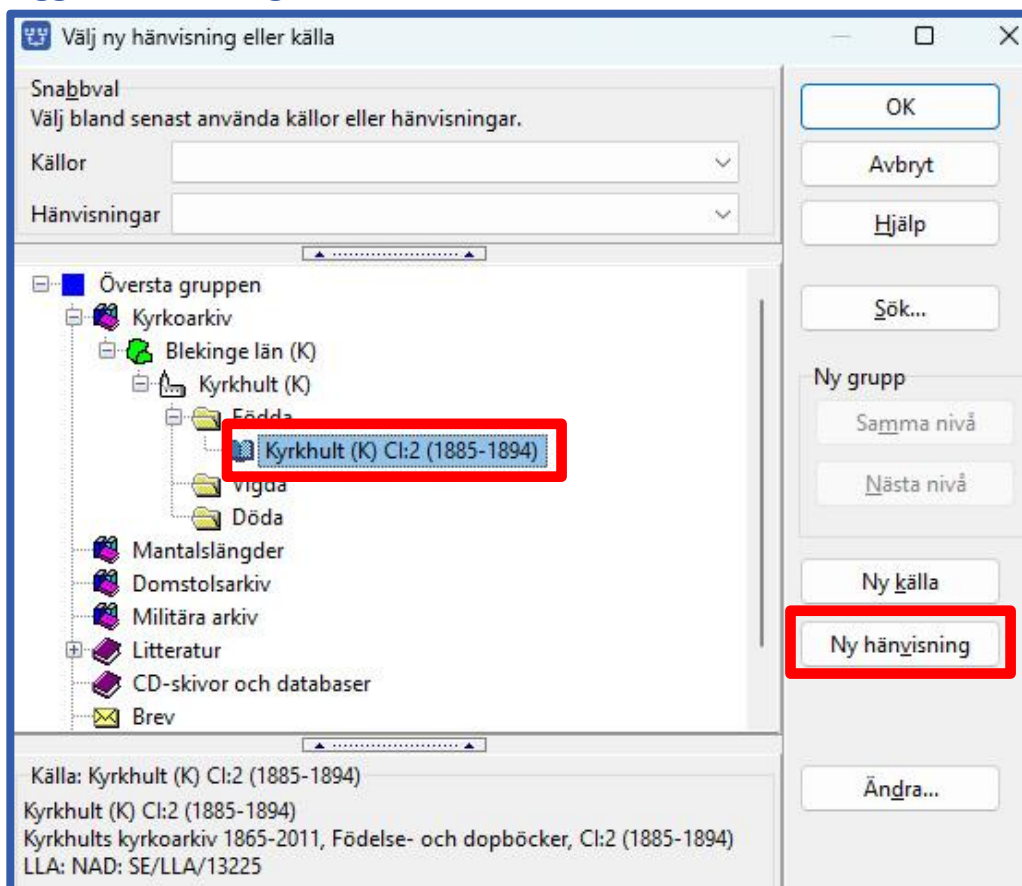 Välj ny hänvisning eller källa
Snabbval
Välj bland senast använda källor eller hänvisningar.
Källor
Hänvisningar
Översta gruppen
Kyrkoarkiv
Blekinge län (K)
Kyrkhult (K)
Födda
Kyrkhult (K) CI:2 (1885-1894)
Vigda
Döda
Mantalslängder
Domstolsarkiv
Militära arkiv
Litteratur
CD-skivor och databaser
Brev
Källa: Kyrkhult (K) CI:2 (1885-1894)
Kyrkhult (K) CI:2 (1885-1894)
Kyrkhults kyrkoarkiv 1865-2011, Födelse- och dopböcker, CI:2 (1885-1894)
LLA: NAD: SE/LLA/13225
OK
Avbryt
Hjälp
Sök...
Ny grupp
Samma nivå
Nästa nivå
Ny källa
Ny hänvisning
Ändra...